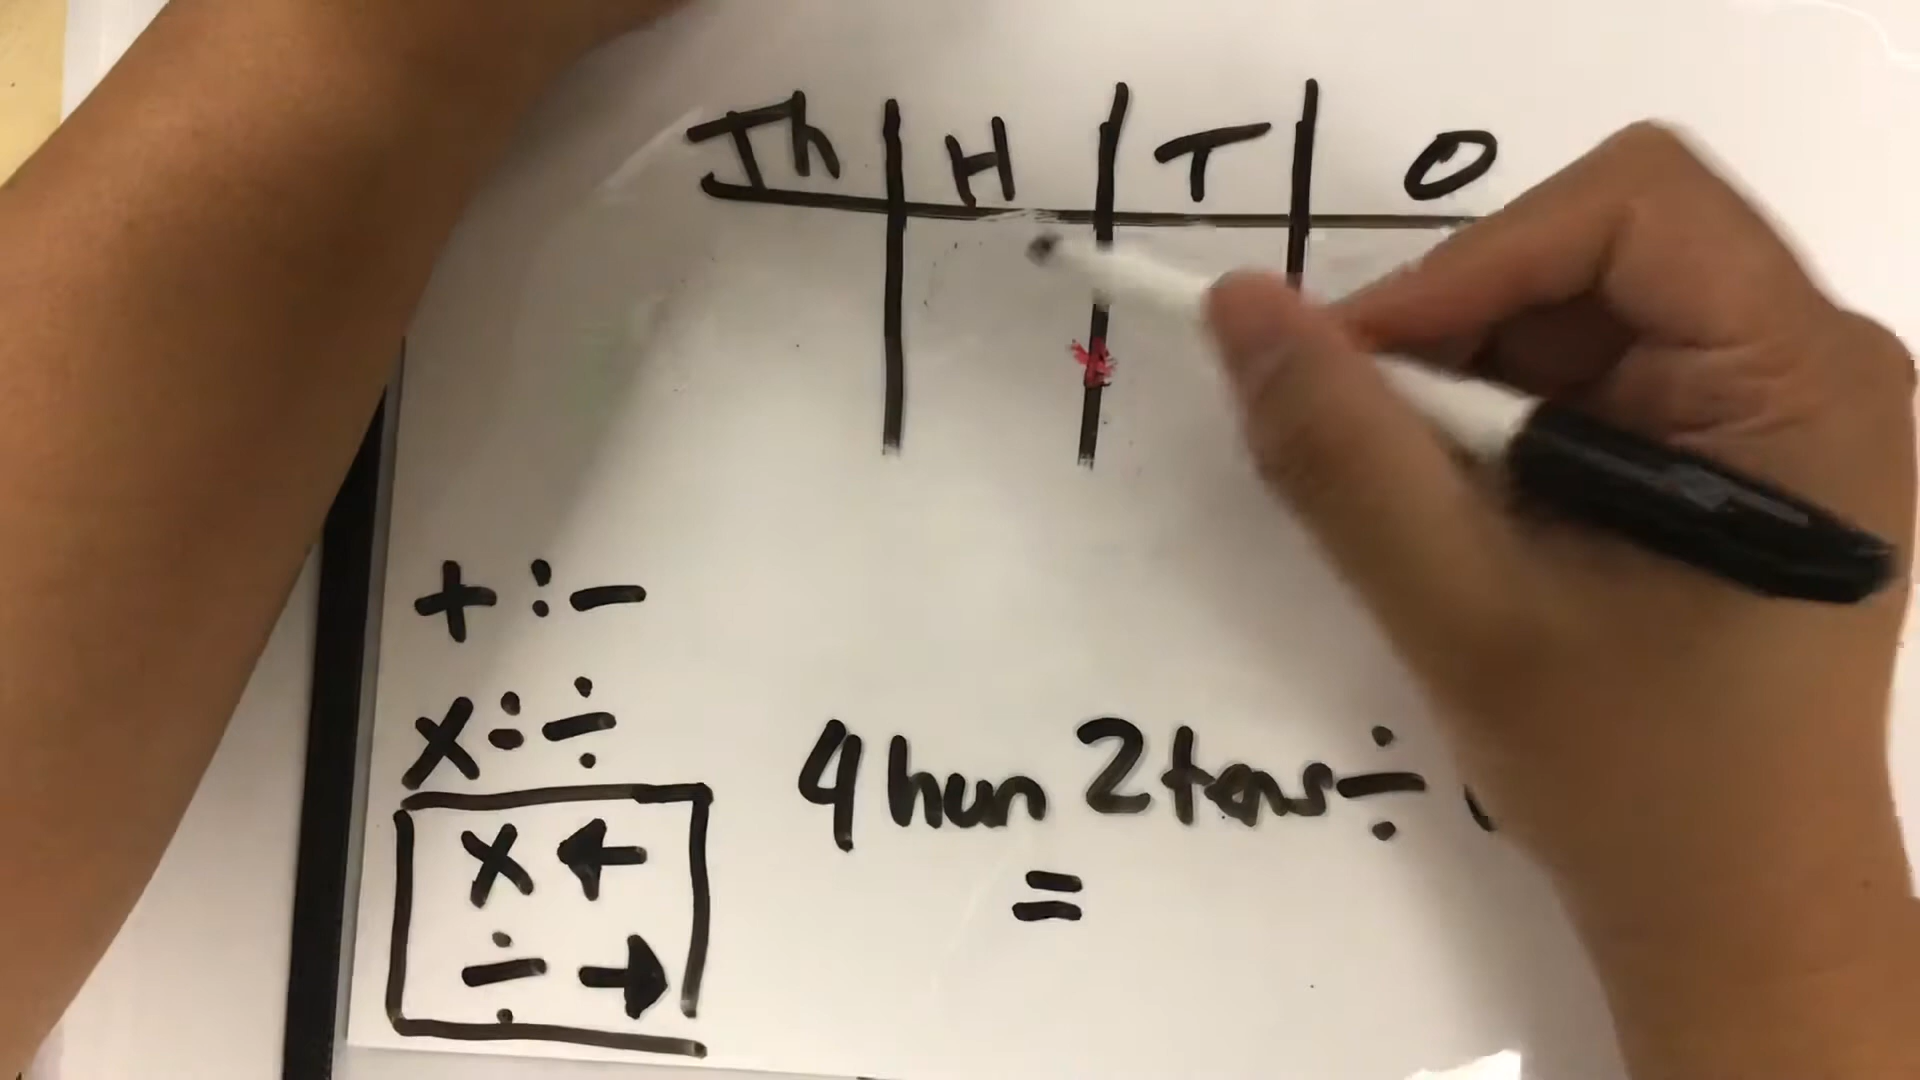 Th H T O
+ : -
x ÷ ÷
x ←
÷ →
4 hun 2 tens ÷
=